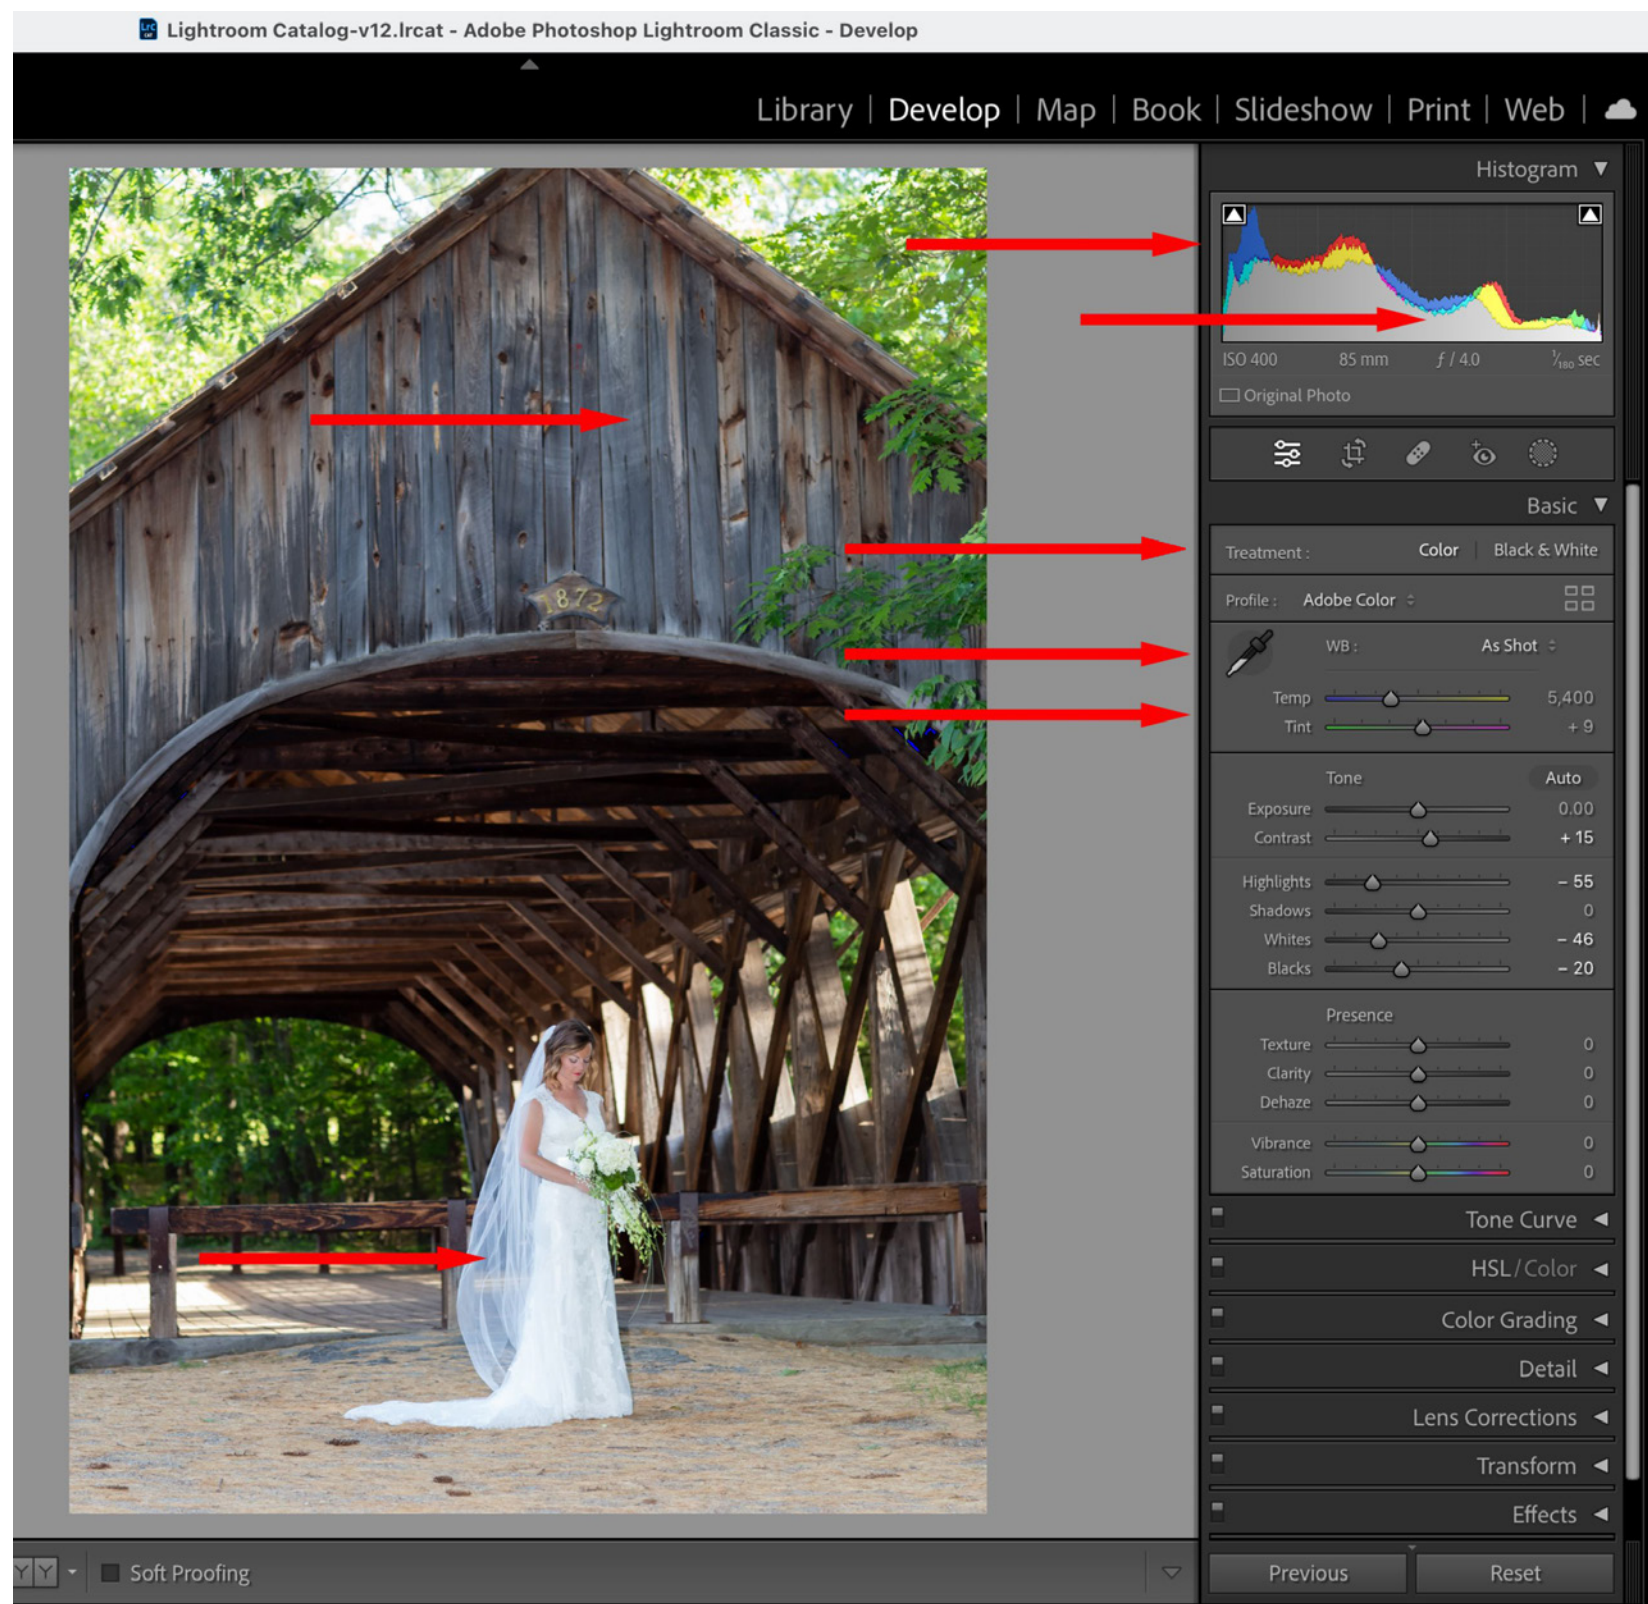 Lightroom Catalog-v12.lrcat - Adobe Photoshop Lightroom Classic - Develop
Library | Develop | Map | Book | Slideshow | Print | Web |
Histogram
ISO 400 85 mm ƒ / 4.0 1/180 sec
Original Photo
Basic
Treatment : Color Black & White
Profile : Adobe Color
WB : As Shot
Temp 5,400
Tint + 9
Tone Auto
Exposure 0.00
Contrast + 15
Highlights – 55
Shadows 0
Whites – 46
Blacks – 20
Presence
Texture 0
Clarity 0
Dehaze 0
Vibrance 0
Saturation 0
Tone Curve
HSL / Color
Color Grading
Detail
Lens Corrections
Transform
Effects
Previous Reset
1872
YY Soft Proofing
Lrc
CAT